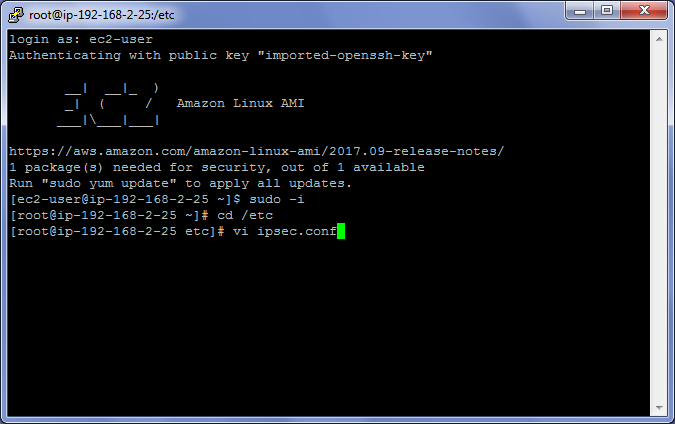 root@ip-192-168-2-25:/etc
login as: ec2-user
Authenticating with public key "imported-openssh-key"
       __|  __|_  )
       _|  (     /   Amazon Linux AMI
      ___|\___|___|
https://aws.amazon.com/amazon-linux-ami/2017.09-release-notes/
1 package(s) needed for security, out of 1 available
Run "sudo yum update" to apply all updates.
[ec2-user@ip-192-168-2-25 ~]$ sudo -i
[root@ip-192-168-2-25 ~]# cd /etc
[root@ip-192-168-2-25 etc]# vi ipsec.conf